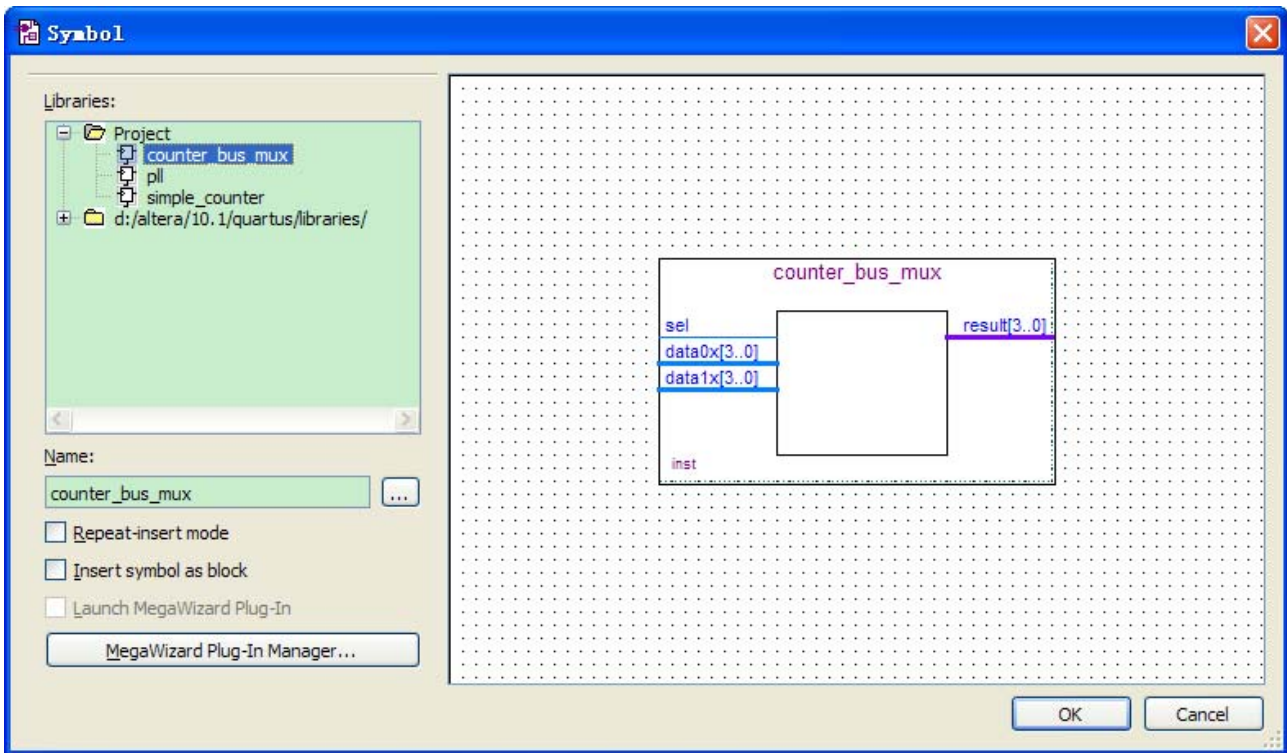 Symbol
Libraries:
Project
counter_bus_mux
pll
simple_counter
d:/altera/10.1/quartus/libraries/
Name:
counter_bus_mux
...
Repeat-insert mode
Insert symbol as block
Launch MegaWizard Plug-In
MegaWizard Plug-In Manager...
counter_bus_mux
sel
data0x[3..0]
data1x[3..0]
result[3..0]
inst
OK
Cancel